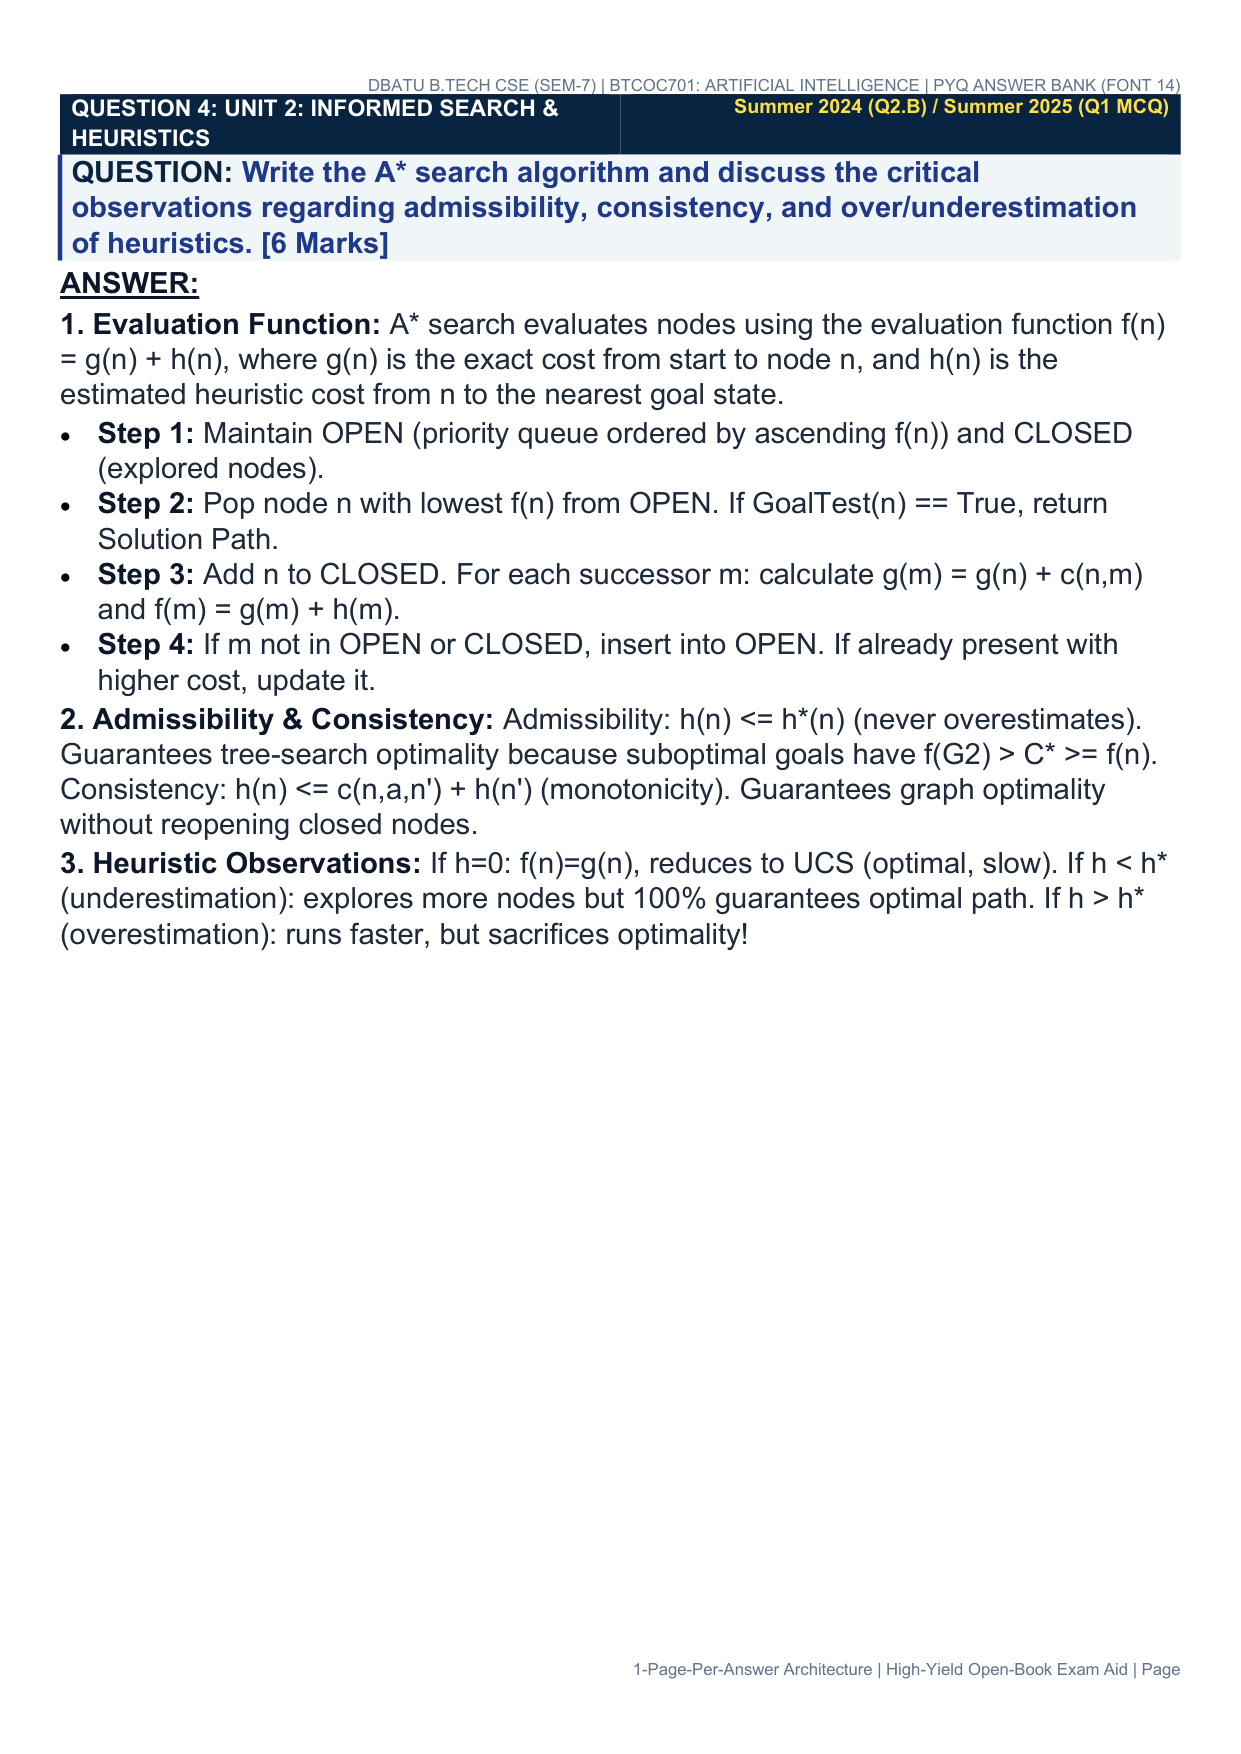 DBATU B.TECH CSE (SEM-7) | BTCOC701: ARTIFICIAL INTELLIGENCE | PYQ ANSWER BANK (FONT 14)
QUESTION 4: UNIT 2: INFORMED SEARCH &
HEURISTICS
Summer 2024 (Q2.B) / Summer 2025 (Q1 MCQ)
QUESTION: Write the A* search algorithm and discuss the critical
observations regarding admissibility, consistency, and over/underestimation
of heuristics. [6 Marks]
ANSWER:
1. Evaluation Function: A* search evaluates nodes using the evaluation function f(n)
= g(n) + h(n), where g(n) is the exact cost from start to node n, and h(n) is the
estimated heuristic cost from n to the nearest goal state.
• Step 1: Maintain OPEN (priority queue ordered by ascending f(n)) and CLOSED
(explored nodes).
• Step 2: Pop node n with lowest f(n) from OPEN. If GoalTest(n) == True, return
Solution Path.
• Step 3: Add n to CLOSED. For each successor m: calculate g(m) = g(n) + c(n,m)
and f(m) = g(m) + h(m).
• Step 4: If m not in OPEN or CLOSED, insert into OPEN. If already present with
higher cost, update it.
2. Admissibility & Consistency: Admissibility: h(n) <= h*(n) (never overestimates).
Guarantees tree-search optimality because suboptimal goals have f(G2) > C* >= f(n).
Consistency: h(n) <= c(n,a,n') + h(n') (monotonicity). Guarantees graph optimality
without reopening closed nodes.
3. Heuristic Observations: If h=0: f(n)=g(n), reduces to UCS (optimal, slow). If h < h*
(underestimation): explores more nodes but 100% guarantees optimal path. If h > h*
(overestimation): runs faster, but sacrifices optimality!
1-Page-Per-Answer Architecture | High-Yield Open-Book Exam Aid | Page